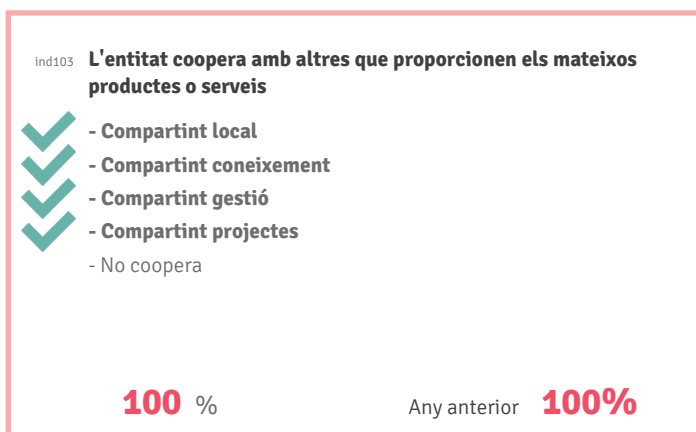 ind103 L'entitat coopera amb altres que proporcionen els mateixos
productes o serveis
- Compartint local
- Compartint coneixement
- Compartint gestió
- Compartint projectes
- No coopera
100 % Any anterior 100%